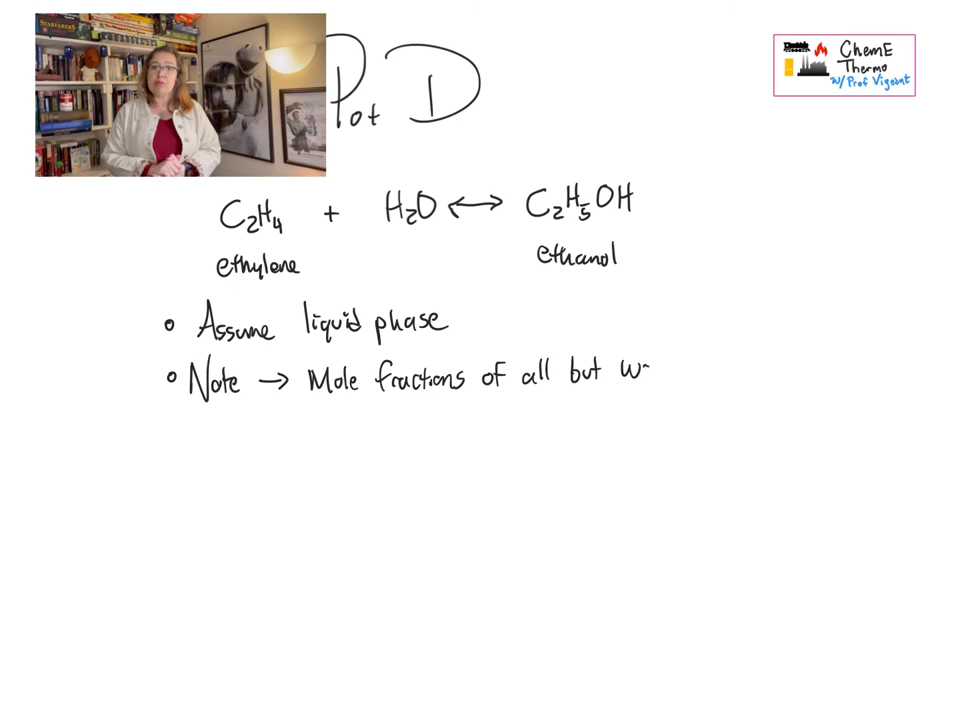 STARFARERS
Pot D
ChemE
Thermo
w/ Prof Vigeant
C₂H₄ + H₂O ↔ C₂H₅OH
ethylene ethanol
• Assume liquid phase
• Note → Mole fractions of all but w